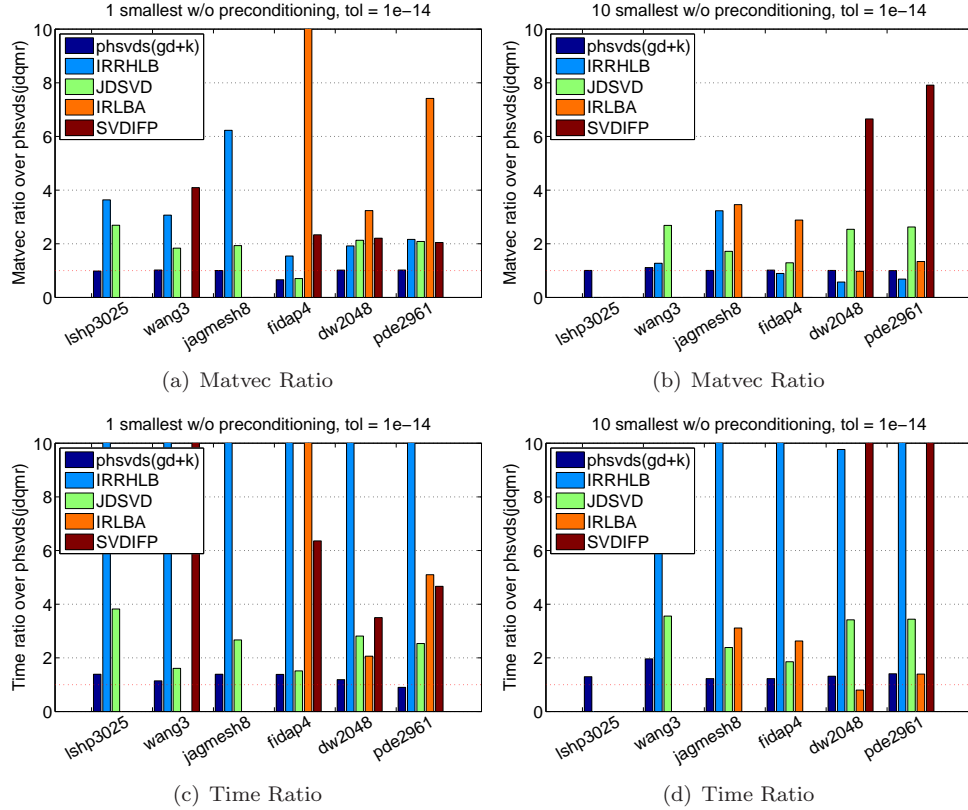 1 smallest w/o preconditioning, tol = 1e−14
Matvec ratio over phsvds(jdqmr)
10
8
6
4
2
0
phsvds(gd+k)
IRRHLB
JDSVD
IRLBA
SVDIFP
lshp3025
wang3
jagmesh8
fidap4
dw2048
pde2961
(a) Matvec Ratio
10 smallest w/o preconditioning, tol = 1e−14
Matvec ratio over phsvds(jdqmr)
10
8
6
4
2
0
phsvds(gd+k)
IRRHLB
JDSVD
IRLBA
SVDIFP
lshp3025
wang3
jagmesh8
fidap4
dw2048
pde2961
(b) Matvec Ratio
1 smallest w/o preconditioning, tol = 1e−14
Time ratio over phsvds(jdqmr)
10
8
6
4
2
0
phsvds(gd+k)
IRRHLB
JDSVD
IRLBA
SVDIFP
lshp3025
wang3
jagmesh8
fidap4
dw2048
pde2961
(c) Time Ratio
10 smallest w/o preconditioning, tol = 1e−14
Time ratio over phsvds(jdqmr)
10
8
6
4
2
0
phsvds(gd+k)
IRRHLB
JDSVD
IRLBA
SVDIFP
lshp3025
wang3
jagmesh8
fidap4
dw2048
pde2961
(d) Time Ratio